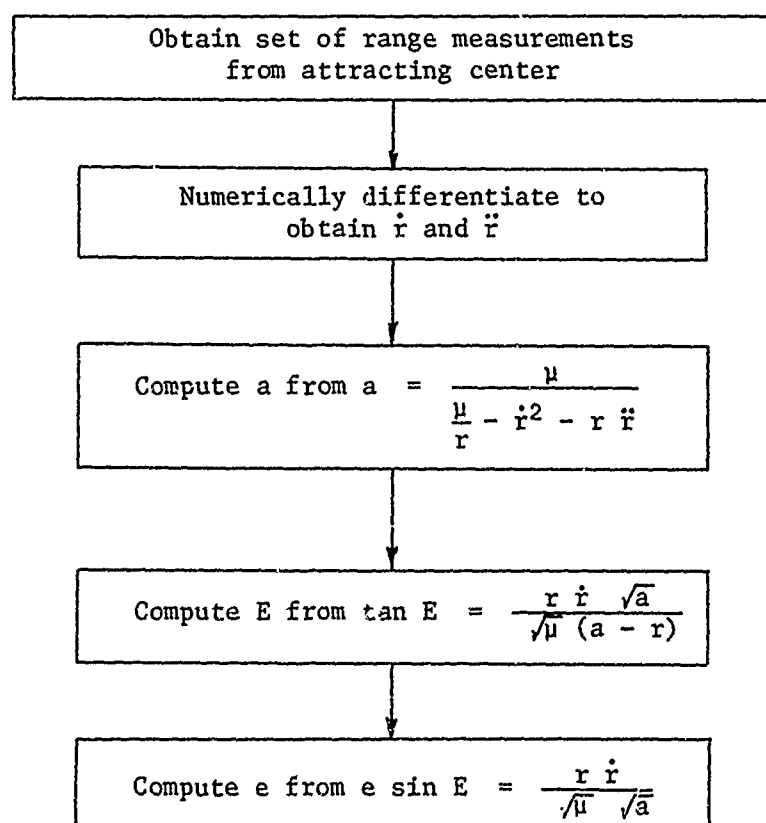 Obtain set of range measurements
from attracting center
Numerically differentiate to
obtain ṙ and r̈
Compute a from a = μ / (μ/r − ṙ² − r r̈)
Compute E from tan E = r ṙ √a / (√μ (a − r))
Compute e from e sin E = r ṙ / (√μ √a)